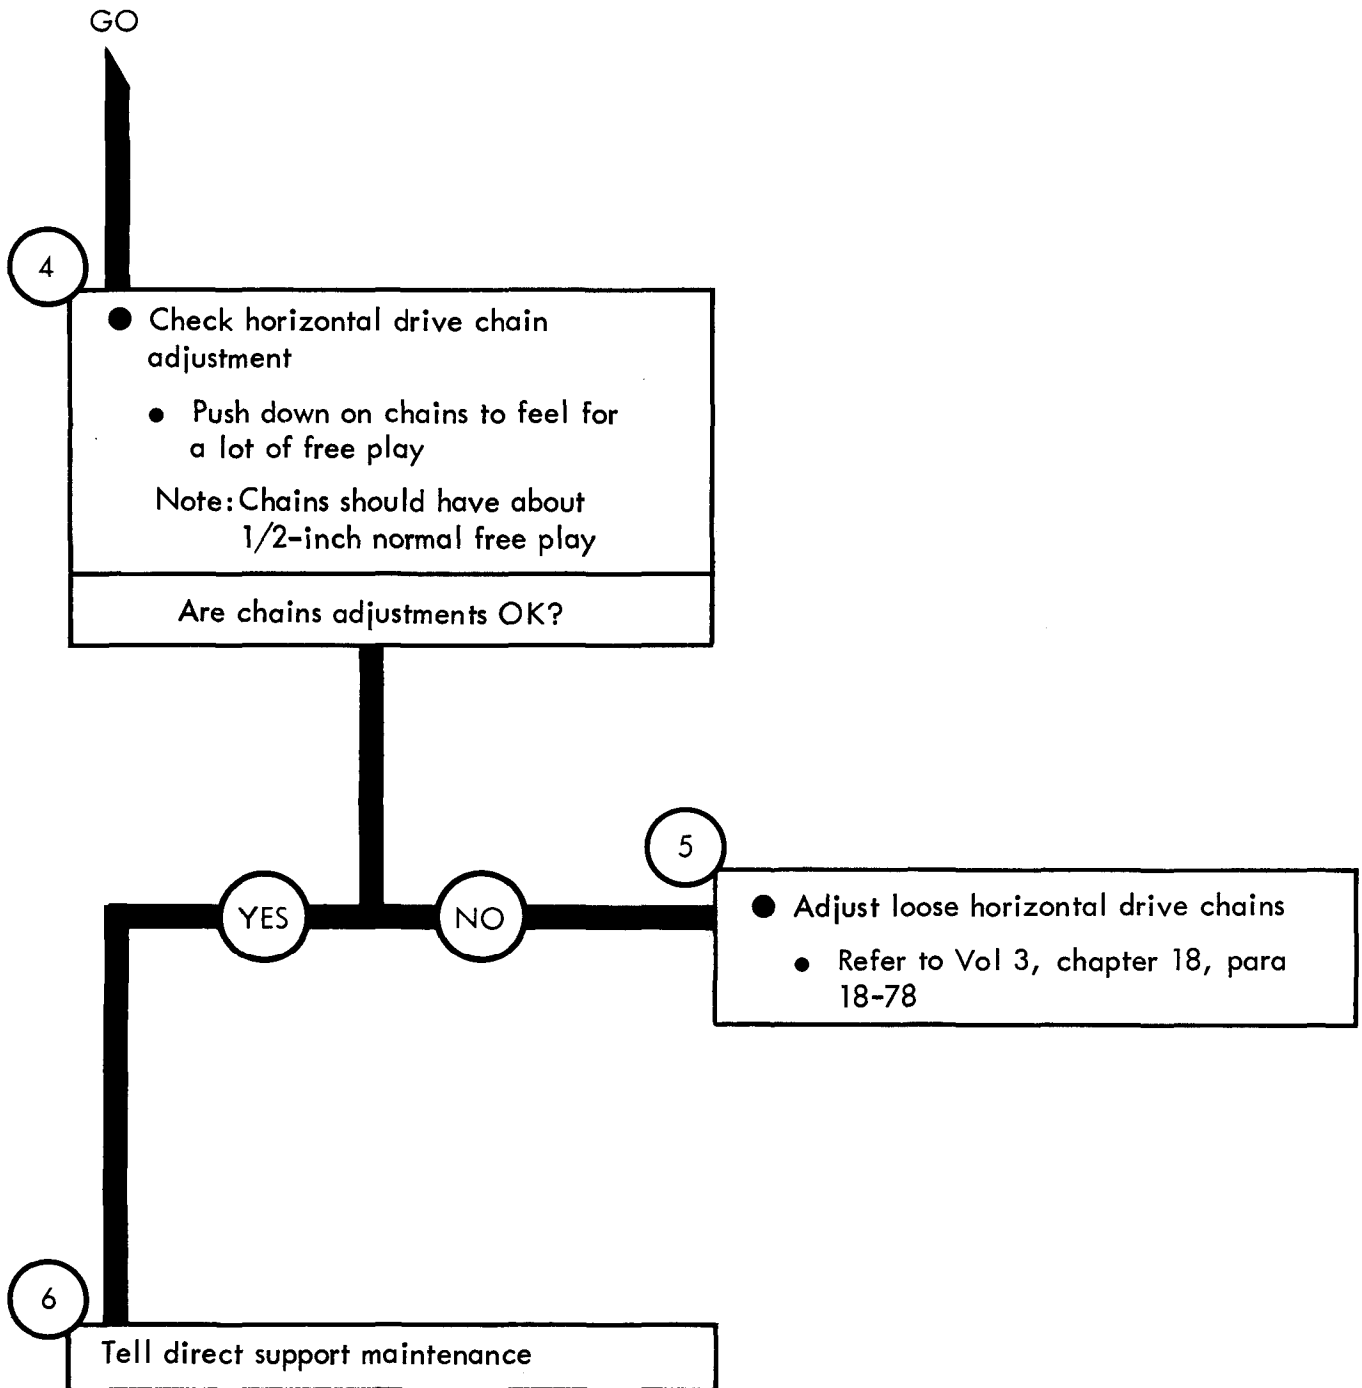 GO
4
● Check horizontal drive chain
adjustment
● Push down on chains to feel for
a lot of free play
Note: Chains should have about
1/2-inch normal free play
Are chains adjustments OK?
YES
NO
5
● Adjust loose horizontal drive chains
● Refer to Vol 3, chapter 18, para
18-78
6
Tell direct support maintenance